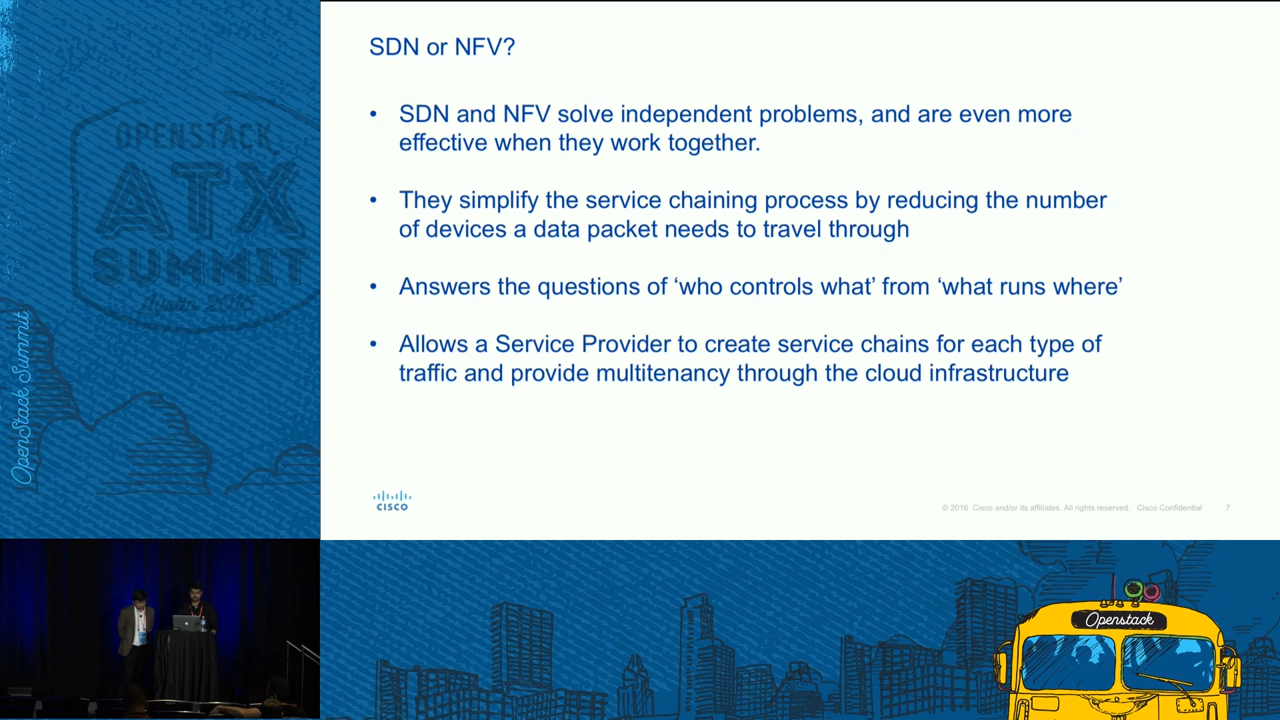 SDN or NFV?
• SDN and NFV solve independent problems, and are even more
effective when they work together.
• They simplify the service chaining process by reducing the number
of devices a data packet needs to travel through
• Answers the questions of ‘who controls what’ from ‘what runs where’
• Allows a Service Provider to create service chains for each type of
traffic and provide multitenancy through the cloud infrastructure
CISCO
© 2016 Cisco and/or its affiliates. All rights reserved. Cisco Confidential 7
OPENSTACK
ATX
SUMMIT
Austin 2016
OpenStack Summit
Openstack